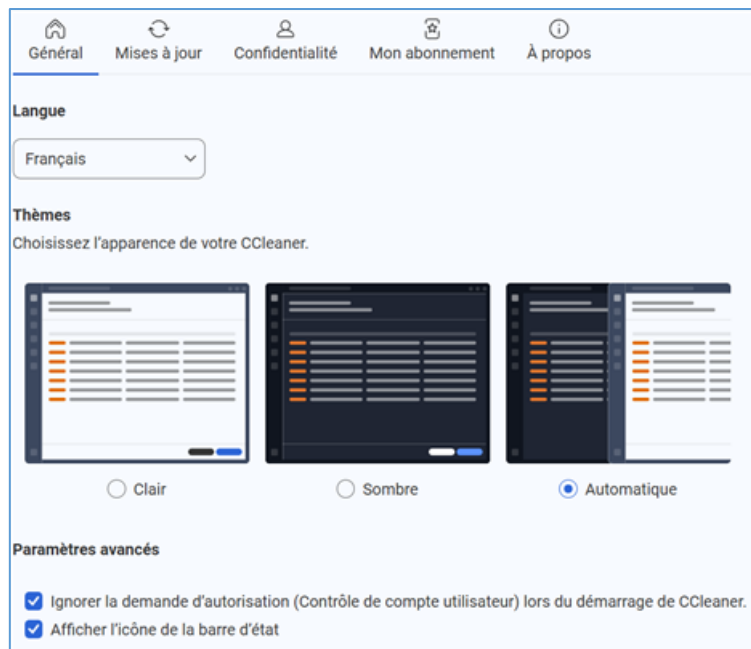 Général
Mises à jour
Confidentialité
Mon abonnement
À propos
Langue
Français
Thèmes
Choisissez l'apparence de votre CCleaner.
Clair
Sombre
Automatique
Paramètres avancés
Ignorer la demande d'autorisation (Contrôle de compte utilisateur) lors du démarrage de CCleaner.
Afficher l'icône de la barre d'état